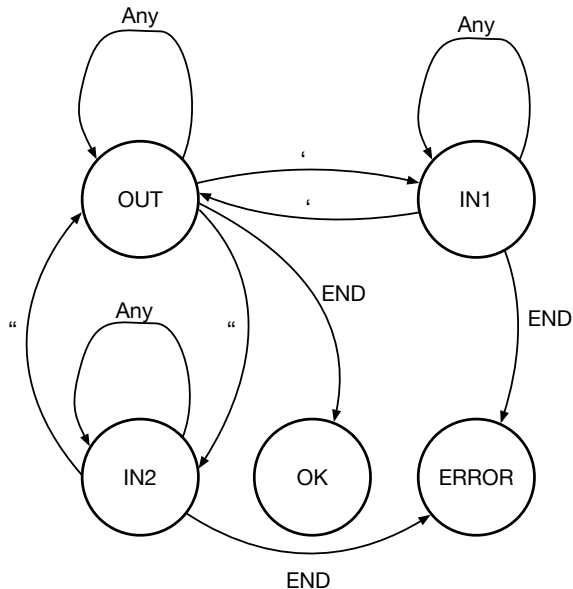 Any
Any
‘
OUT
IN1
‘
END
Any
END
“
“
IN2
OK
ERROR
END